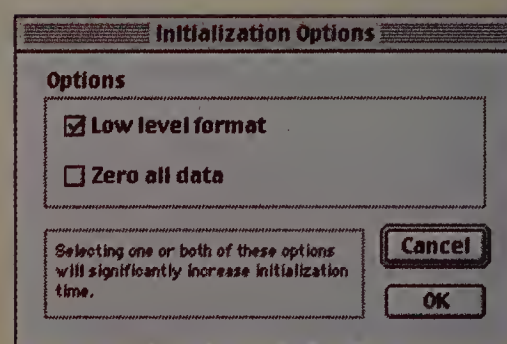 Initialization Options
Options
Low level format
Zero all data
Selecting one or both of these options
will significantly increase initialization
time.
Cancel
OK